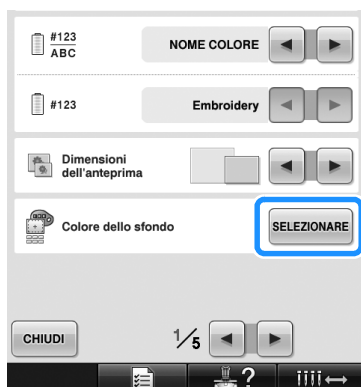 #123
ABC
NOME COLORE
#123
Embroidery
Dimensioni
dell'anteprima
Colore dello sfondo
SELEZIONARE
CHIUDI
1/5
?